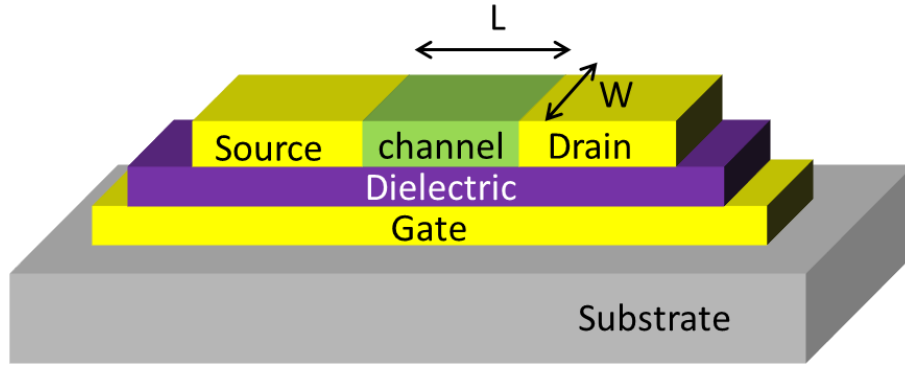 L
W
Source
channel
Drain
Dielectric
Gate
Substrate